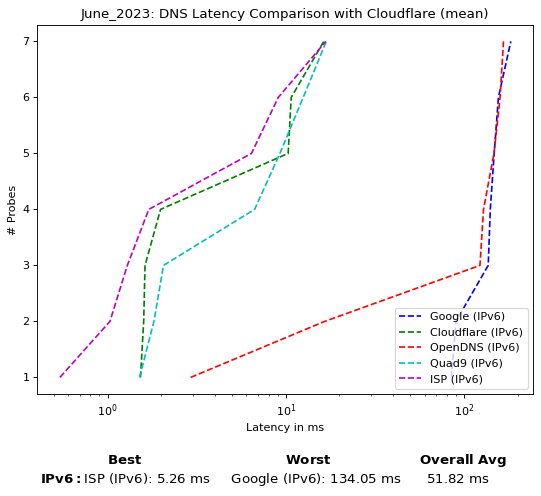 June_2023: DNS Latency Comparison with Cloudflare (mean)
# Probes
7
6
5
4
3
2
1
Google (IPv6)
Cloudflare (IPv6)
OpenDNS (IPv6)
Quad9 (IPv6)
ISP (IPv6)
10^0 10^1 10^2
Latency in ms
Best Worst Overall Avg
IPv6: ISP (IPv6): 5.26 ms Google (IPv6): 134.05 ms 51.82 ms